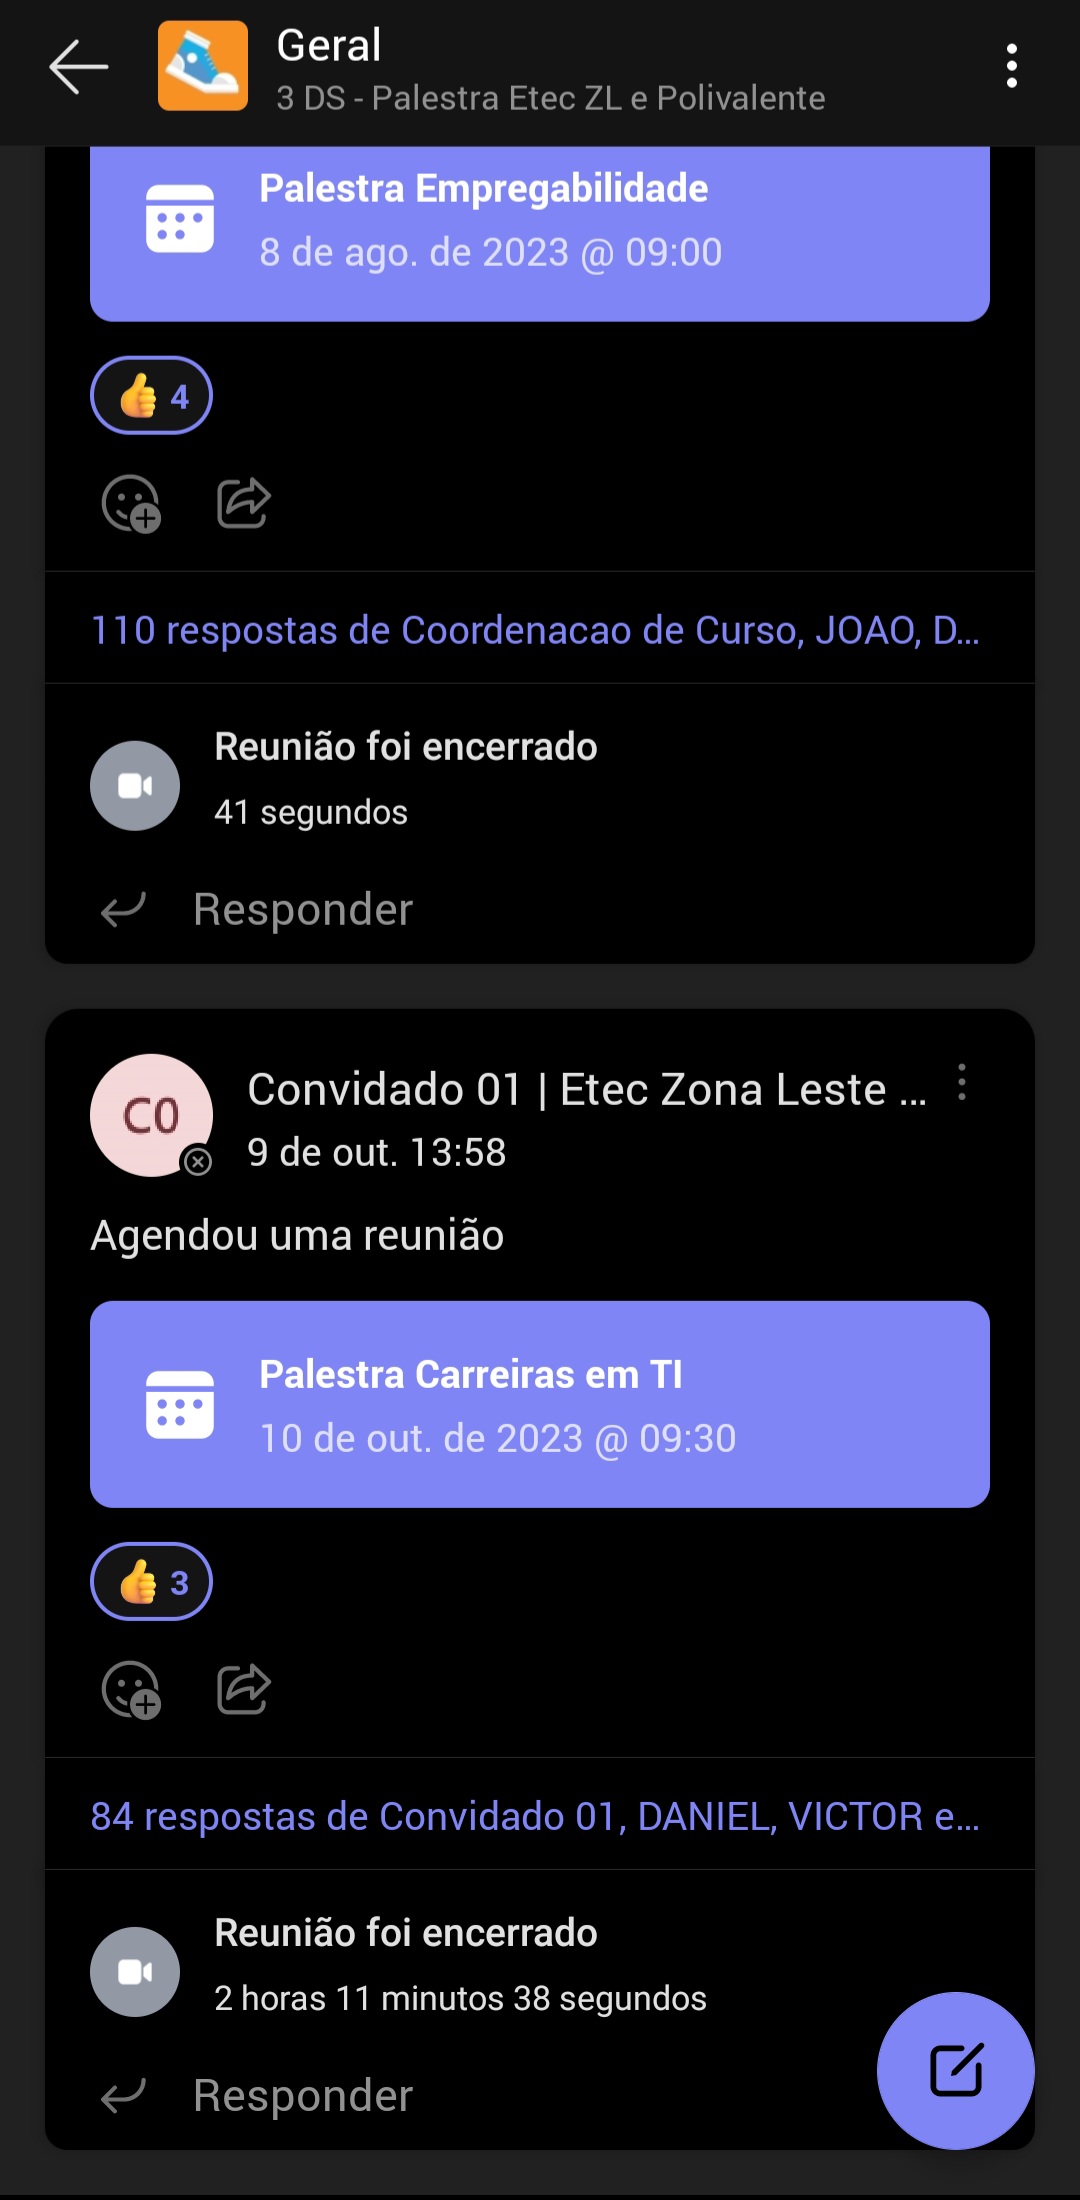 Geral
3 DS - Palestra Etec ZL e Polivalente
Palestra Empregabilidade
8 de ago. de 2023 @ 09:00
4
110 respostas de Coordenacao de Curso, JOAO, D...
Reunião foi encerrado
41 segundos
Responder
C0
Convidado 01 | Etec Zona Leste ...
9 de out. 13:58
Agendou uma reunião
Palestra Carreiras em TI
10 de out. de 2023 @ 09:30
3
84 respostas de Convidado 01, DANIEL, VICTOR e...
Reunião foi encerrado
2 horas 11 minutos 38 segundos
Responder